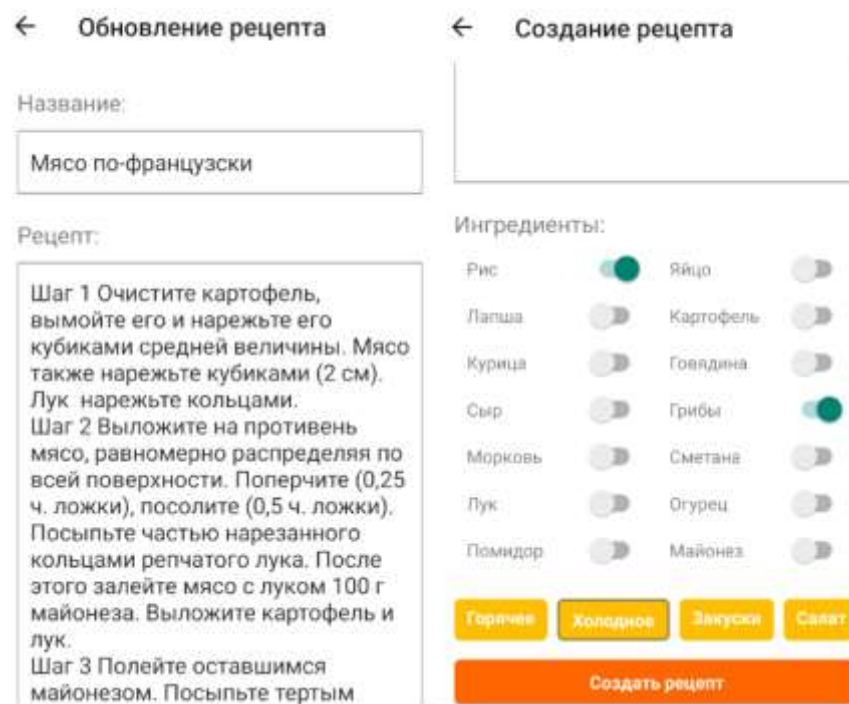 Обновление рецепта
Название:
Мясо по-французски
Рецепт:
Шаг 1 Очистите картофель,
вымойте его и нарежьте его
кубиками средней величины. Мясо
также нарежьте кубиками (2 см).
Лук нарежьте кольцами.
Шаг 2 Выложите на противень
мясо, равномерно распределяя по
всей поверхности. Поперчите (0,25
ч. ложки), посолите (0,5 ч. ложки).
Посыпьте частью нарезанного
кольцами репчатого лука. После
этого залейте мясо с луком 100 г
майонеза. Выложите картофель и
лук.
Шаг 3 Полейте оставшимся
майонезом. Посыпьте тертым
Создание рецепта
Ингредиенты:
Рис Яйцо
Лапша Картофель
Курица Говядина
Сыр Грибы
Морковь Сметана
Лук Огурец
Помидор Майонез
Горячее Холодное Закуски Салат
Создать рецепт